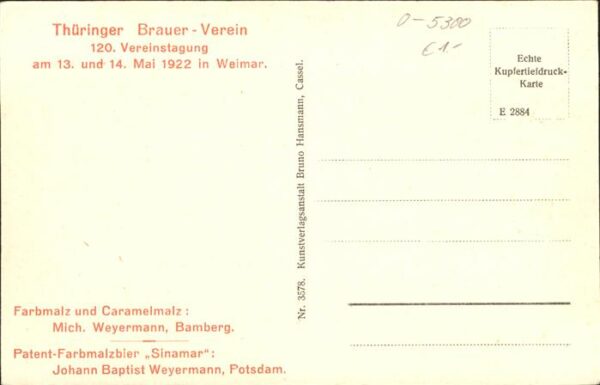 Thüringer Brauer-Verein
120. Vereinstagung
am 13. und 14. Mai 1922 in Weimar.
Farbmalz und Caramelmalz:
Mich. Weyermann, Bamberg.
Patent-Farbmalzbier „Sinamar":
Johann Baptist Weyermann, Potsdam.
Nr. 3578. Kunstverlagsanstalt Bruno Hansmann, Cassel.
0-5300
€1.-
Echte
Kupfertiefdruck-
Karte
E 2884